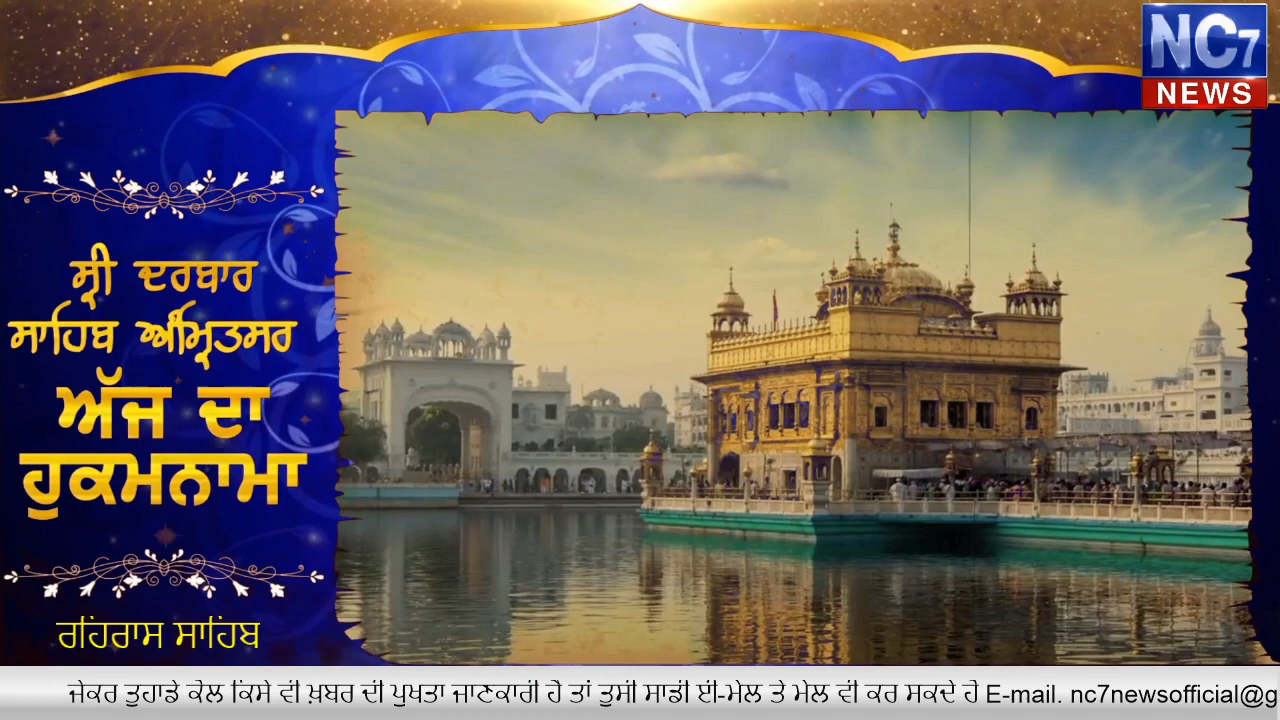 NC7
NEWS
ਸ੍ਰੀ ਦਰਬਾਰ
ਸਾਹਿਬ ਅੰਮ੍ਰਿਤਸਰ
ਅੱਜ ਦਾ
ਹੁਕਮਨਾਮਾ
ਰਹਿਰਾਸ ਸਾਹਿਬ
ਜੇਕਰ ਤੁਹਾਡੇ ਕੋਲ ਕਿਸੇ ਵੀ ਖ਼ਬਰ ਦੀ ਪੁਖਤਾ ਜਾਣਕਾਰੀ ਹੈ ਤਾਂ ਤੁਸੀਂ ਸਾਡੀ ਈ-ਮੇਲ ਤੇ ਮੇਲ ਵੀ ਕਰ ਸਕਦੇ ਹੋ E-mail. nc7newsofficial@g